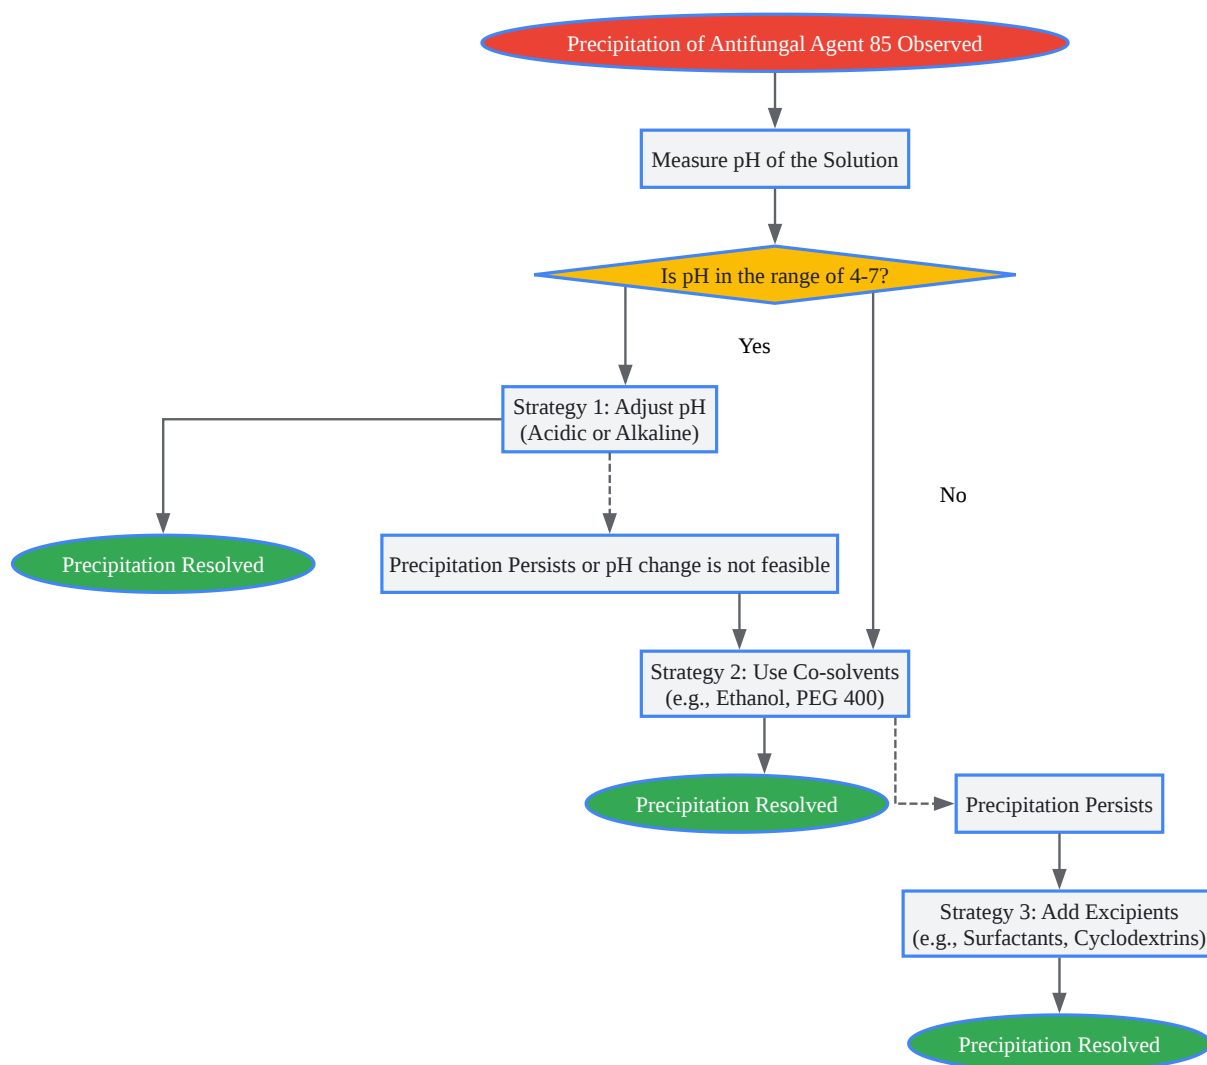 Precipitation of Antifungal Agent 85 Observed
Measure pH of the Solution
Is pH in the range of 4-7?
Yes
Strategy 1: Adjust pH
(Acidic or Alkaline)
No
Precipitation Resolved
Precipitation Persists or pH change is not feasible
Strategy 2: Use Co-solvents
(e.g., Ethanol, PEG 400)
Precipitation Resolved
Precipitation Persists
Strategy 3: Add Excipients
(e.g., Surfactants, Cyclodextrins)
Precipitation Resolved